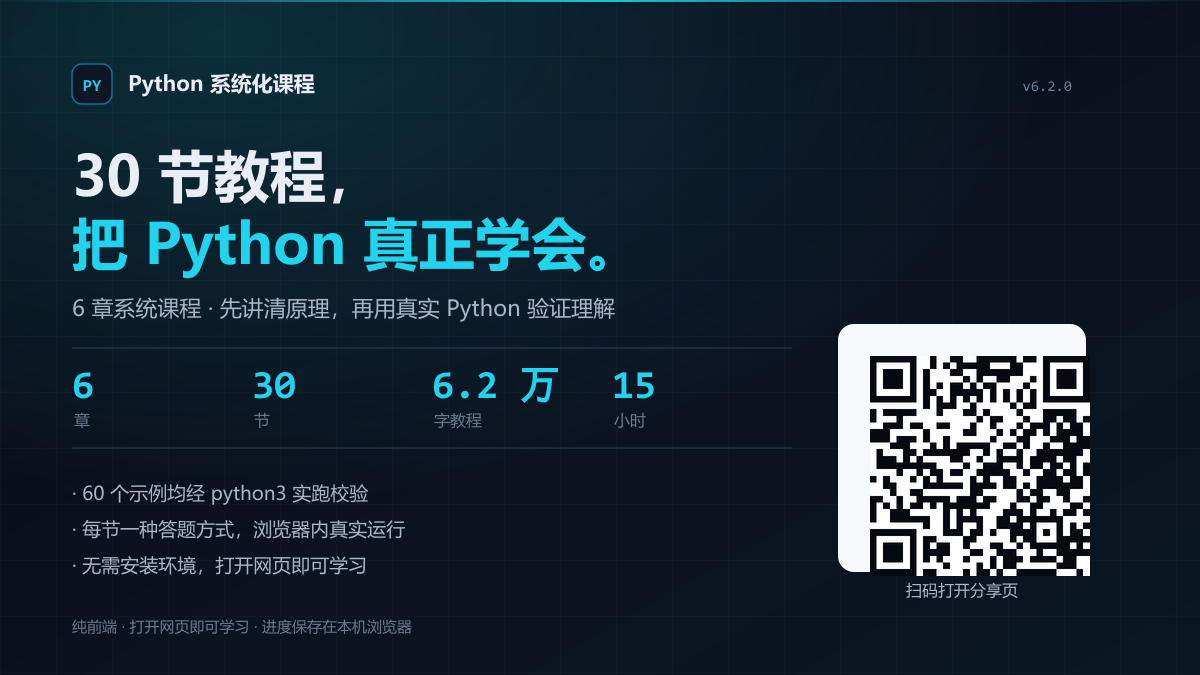 PY
Python 系统化课程
v6.2.0
30 节教程，
把 Python 真正学会。
6 章系统课程 · 先讲清原理，再用真实 Python 验证理解
6
章
30
节
6.2 万
字教程
15
小时
· 60 个示例均经 python3 实跑校验
· 每节一种答题方式，浏览器内真实运行
· 无需安装环境，打开网页即可学习
扫码打开分享页
纯前端 · 打开网页即可学习 · 进度保存在本机浏览器